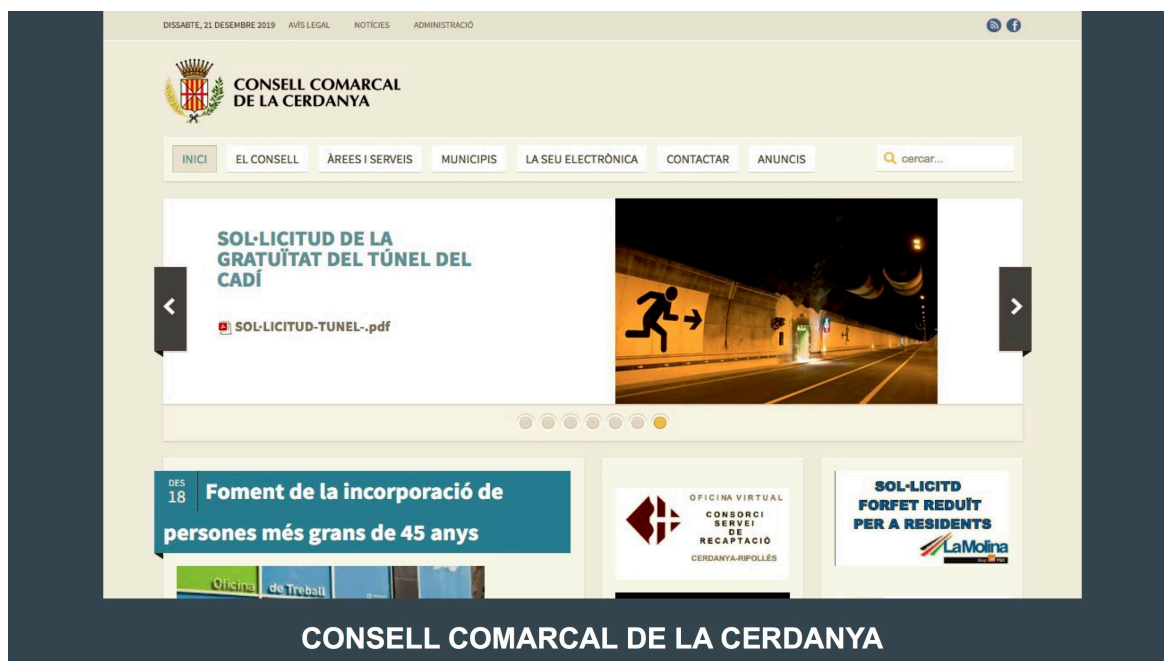 DISSABTE, 21 DESEMBRE 2019 AVÍS LEGAL NOTÍCIES ADMINISTRACIÓ
CONSELL COMARCAL
DE LA CERDANYA
INICI EL CONSELL ÀREES I SERVEIS MUNICIPIS LA SEU ELECTRÒNICA CONTACTAR ANUNCIS cercar...
SOL·LICITUD DE LA
GRATUÏTAT DEL TÚNEL DEL
CADÍ
SOL·LICITUD-TUNEL-.pdf
DES
18
Foment de la incorporació de
persones més grans de 45 anys
Oficina de Treball
OFICINA VIRTUAL
CONSORCI
SERVEI
DE
RECAPTACIÓ
CERDANYA-RIPOLLÈS
SOL·LICITD
FORFET REDUÏT
PER A RESIDENTS
LaMolina
CONSELL COMARCAL DE LA CERDANYA